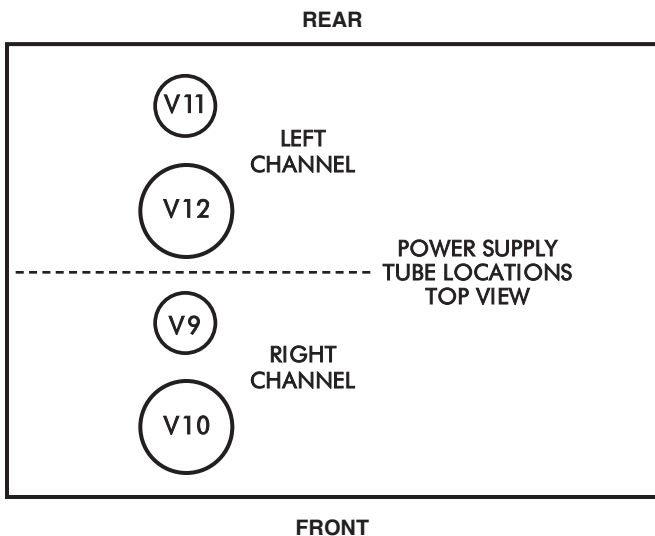 REAR
V11
LEFT
CHANNEL
V12
POWER SUPPLY
TUBE LOCATIONS
TOP VIEW
V9
RIGHT
CHANNEL
V10
FRONT